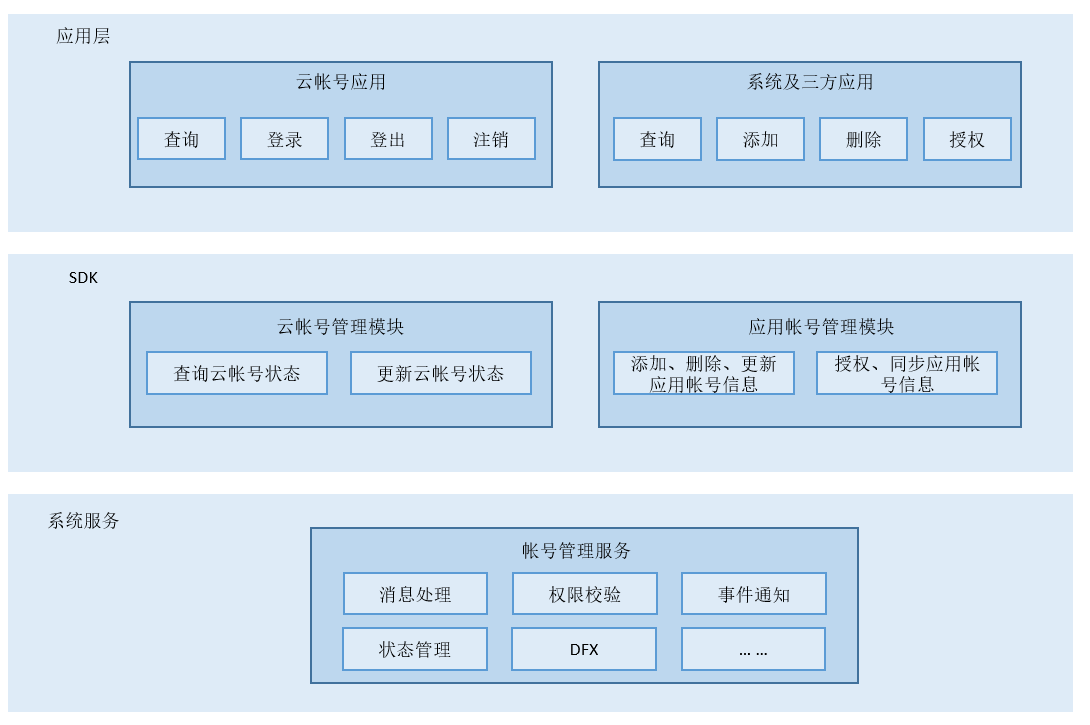 应用层
云帐号应用
查询
登录
登出
注销
系统及三方应用
查询
添加
删除
授权
SDK
云帐号管理模块
查询云帐号状态
更新云帐号状态
应用帐号管理模块
添加、删除、更新
应用帐号信息
授权、同步应用帐
号信息
系统服务
帐号管理服务
消息处理
权限校验
事件通知
状态管理
DFX
... ...